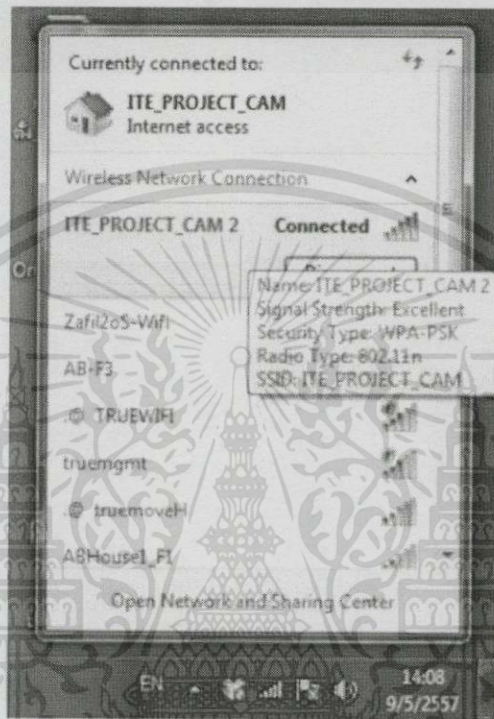 Currently connected to:
ITE_PROJECT_CAM
Internet access
Wireless Network Connection
ITE_PROJECT_CAM 2 Connected
Name: ITE_PROJECT_CAM 2
Signal Strength: Excellent
Security Type: WPA-PSK
Radio Type: 802.11n
SSID: ITE_PROJECT_CAM
Zafil2oS-Wifi
AB-F3
.@ TRUEWIFI
truemgmt
.@ truemoveH
ABHouse1_F1
Open Network and Sharing Center
EN
14:08
9/5/2557